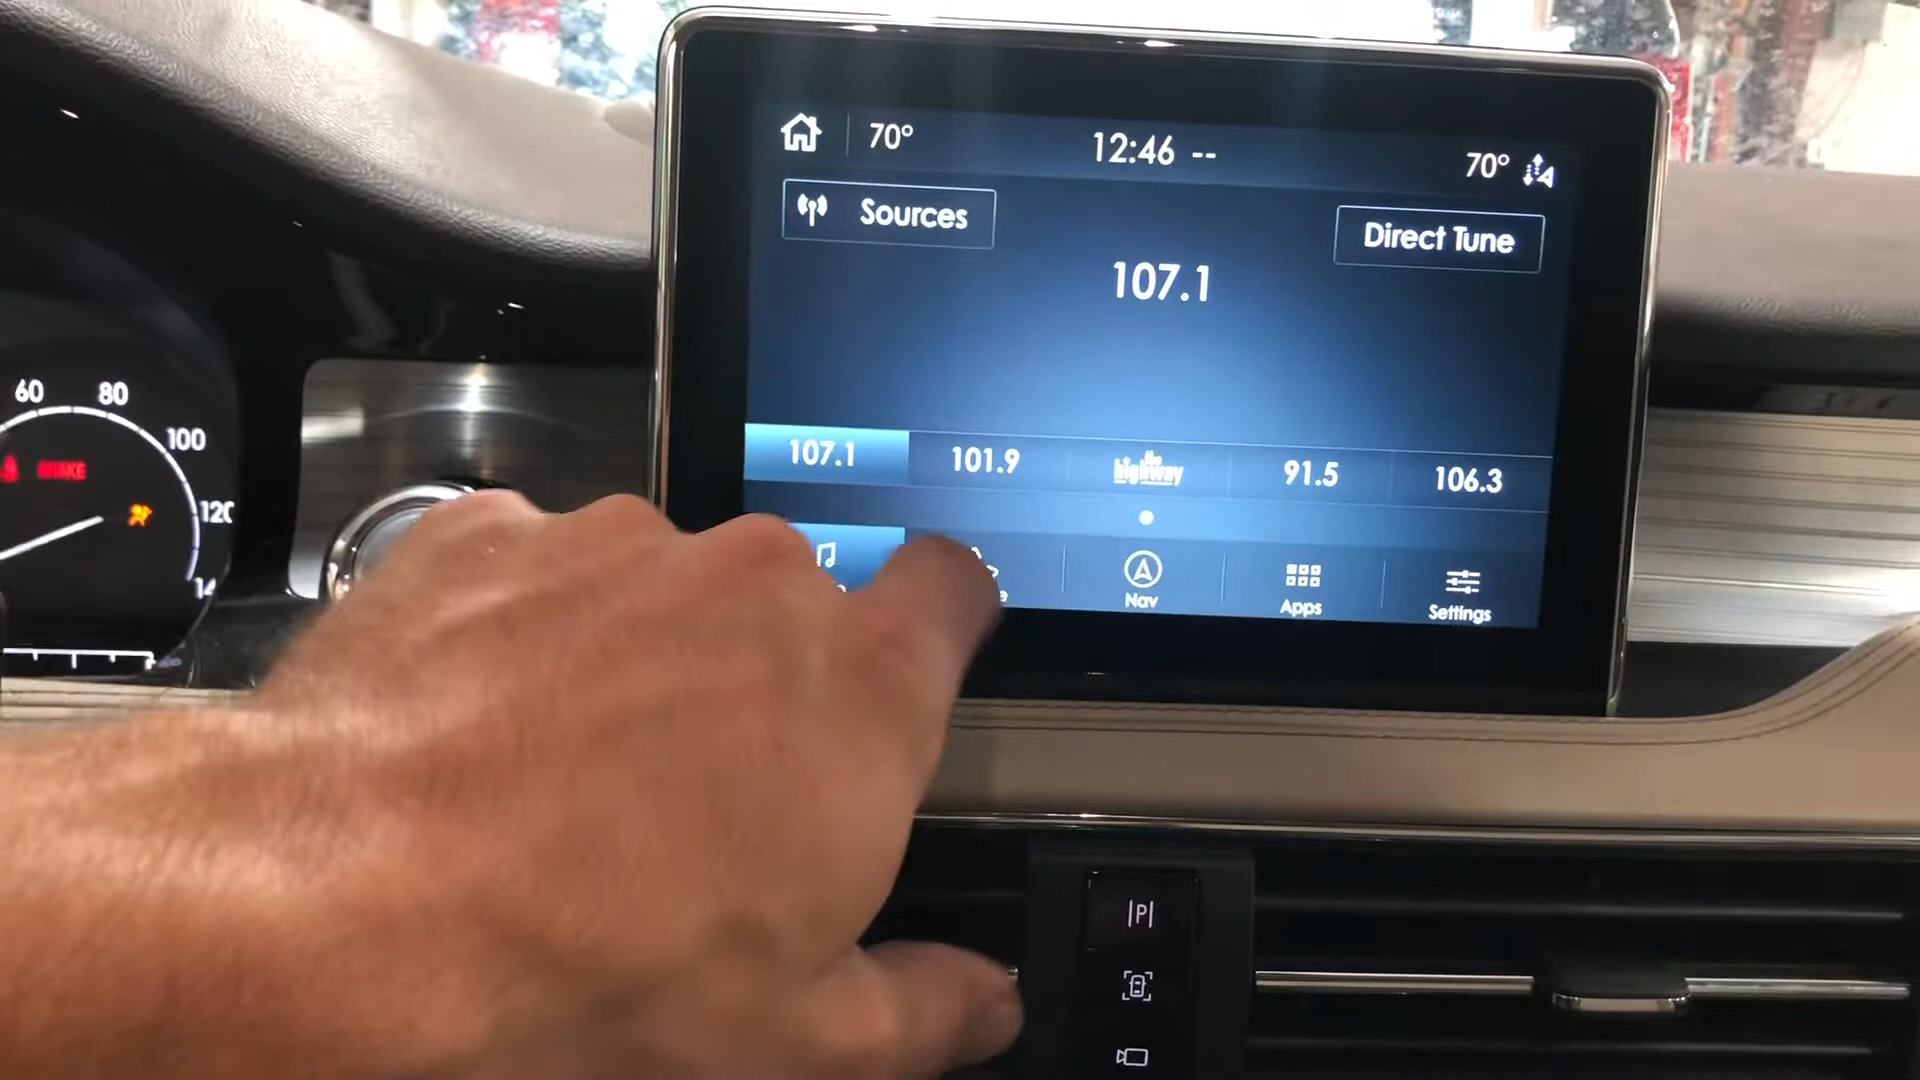 70° 12:46 -- 70°
Sources
Direct Tune
107.1
107.1 101.9 the highway 91.5 106.3
Nav Apps Settings
60 80 100 120
BRAKE
P